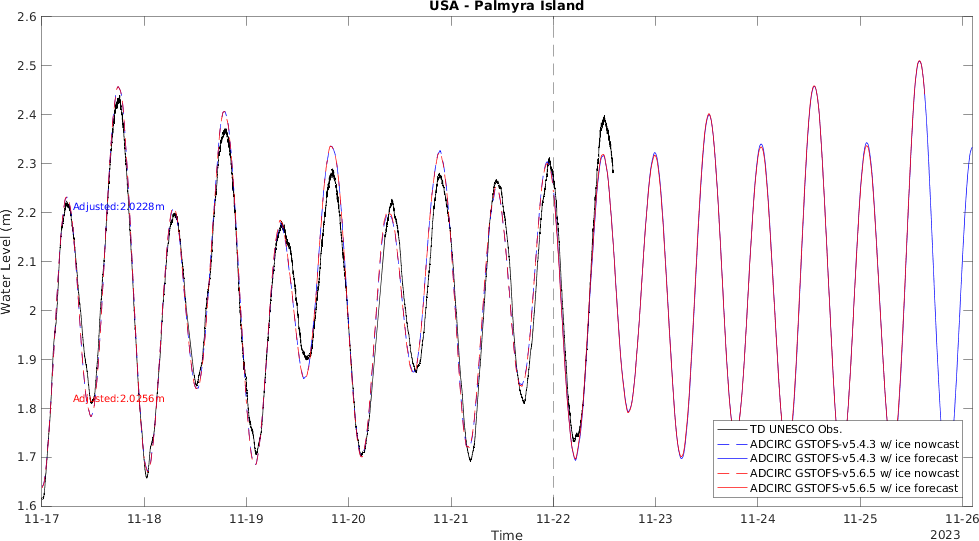 USA - Palmyra Island
2.6
2.5
2.4
2.3
2.2
2.1
2
1.9
1.8
1.7
1.6
Water Level (m)
Adjusted:2.0228m
Adjusted:2.0256m
TD UNESCO Obs.
ADCIRC GSTOFS-v5.4.3 w/ ice nowcast
ADCIRC GSTOFS-v5.4.3 w/ ice forecast
ADCIRC GSTOFS-v5.6.5 w/ ice nowcast
ADCIRC GSTOFS-v5.6.5 w/ ice forecast
11-17 11-18 11-19 11-20 11-21 11-22 11-23 11-24 11-25 11-26
Time
2023